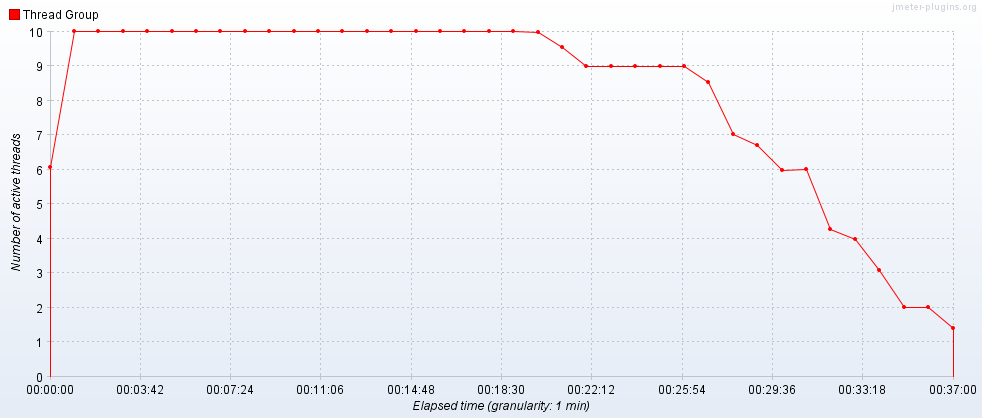 jmeter-plugins.org
Thread Group
10
9
8
7
6
5
4
3
2
1
0
Number of active threads
00:00:00 00:03:42 00:07:24 00:11:06 00:14:48 00:18:30 00:22:12 00:25:54 00:29:36 00:33:18 00:37:00
Elapsed time (granularity: 1 min)